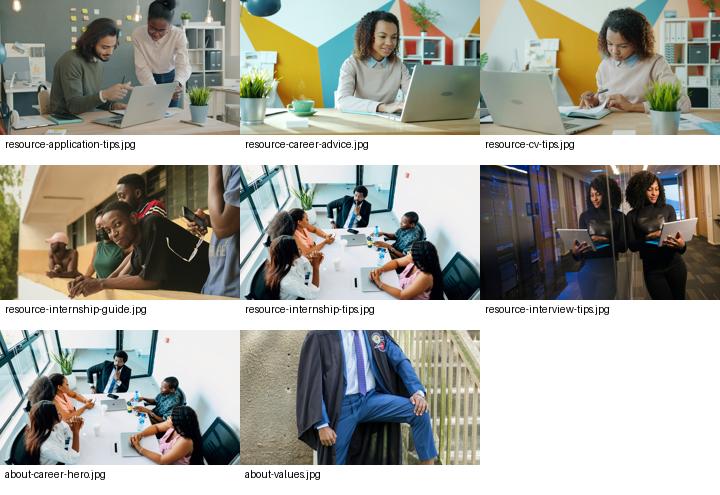 resource-application-tips.jpg
resource-career-advice.jpg
resource-cv-tips.jpg
resource-internship-guide.jpg
resource-internship-tips.jpg
resource-interview-tips.jpg
about-career-hero.jpg
about-values.jpg